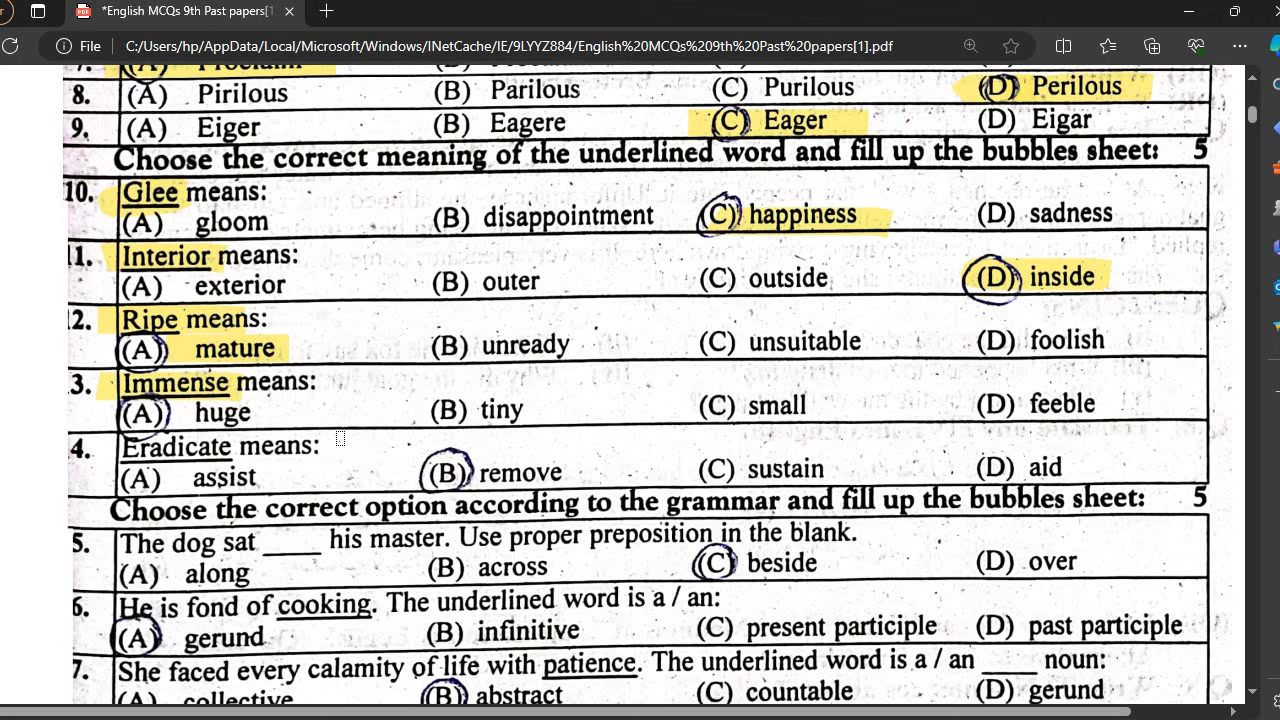 *English MCQs 9th Past papers[1
File C:/Users/hp/AppData/Local/Microsoft/Windows/INetCache/IE/9LYYZ884/English%20MCQs%209th%20Past%20papers[1].pdf
8. (A) Pirilous (B) Parilous (C) Purilous (D) Perilous
9. (A) Eiger (B) Eagere (C) Eager (D) Eigar
Choose the correct meaning of the underlined word and fill up the bubbles sheet: 5
10. Glee means:
(A) gloom (B) disappointment (C) happiness (D) sadness
11. Interior means:
(A) exterior (B) outer (C) outside (D) inside
2. Ripe means:
(A) mature (B) unready (C) unsuitable (D) foolish
3. Immense means:
(A) huge (B) tiny (C) small (D) feeble
4. Eradicate means:
(A) assist (B) remove (C) sustain (D) aid
Choose the correct option according to the grammar and fill up the bubbles sheet: 5
5. The dog sat ____ his master. Use proper preposition in the blank.
(A) along (B) across (C) beside (D) over
6. He is fond of cooking. The underlined word is a / an:
(A) gerund (B) infinitive (C) present participle (D) past participle
7. She faced every calamity of life with patience. The underlined word is a / an ____ noun:
(A) collective (B) abstract (C) countable (D) gerund